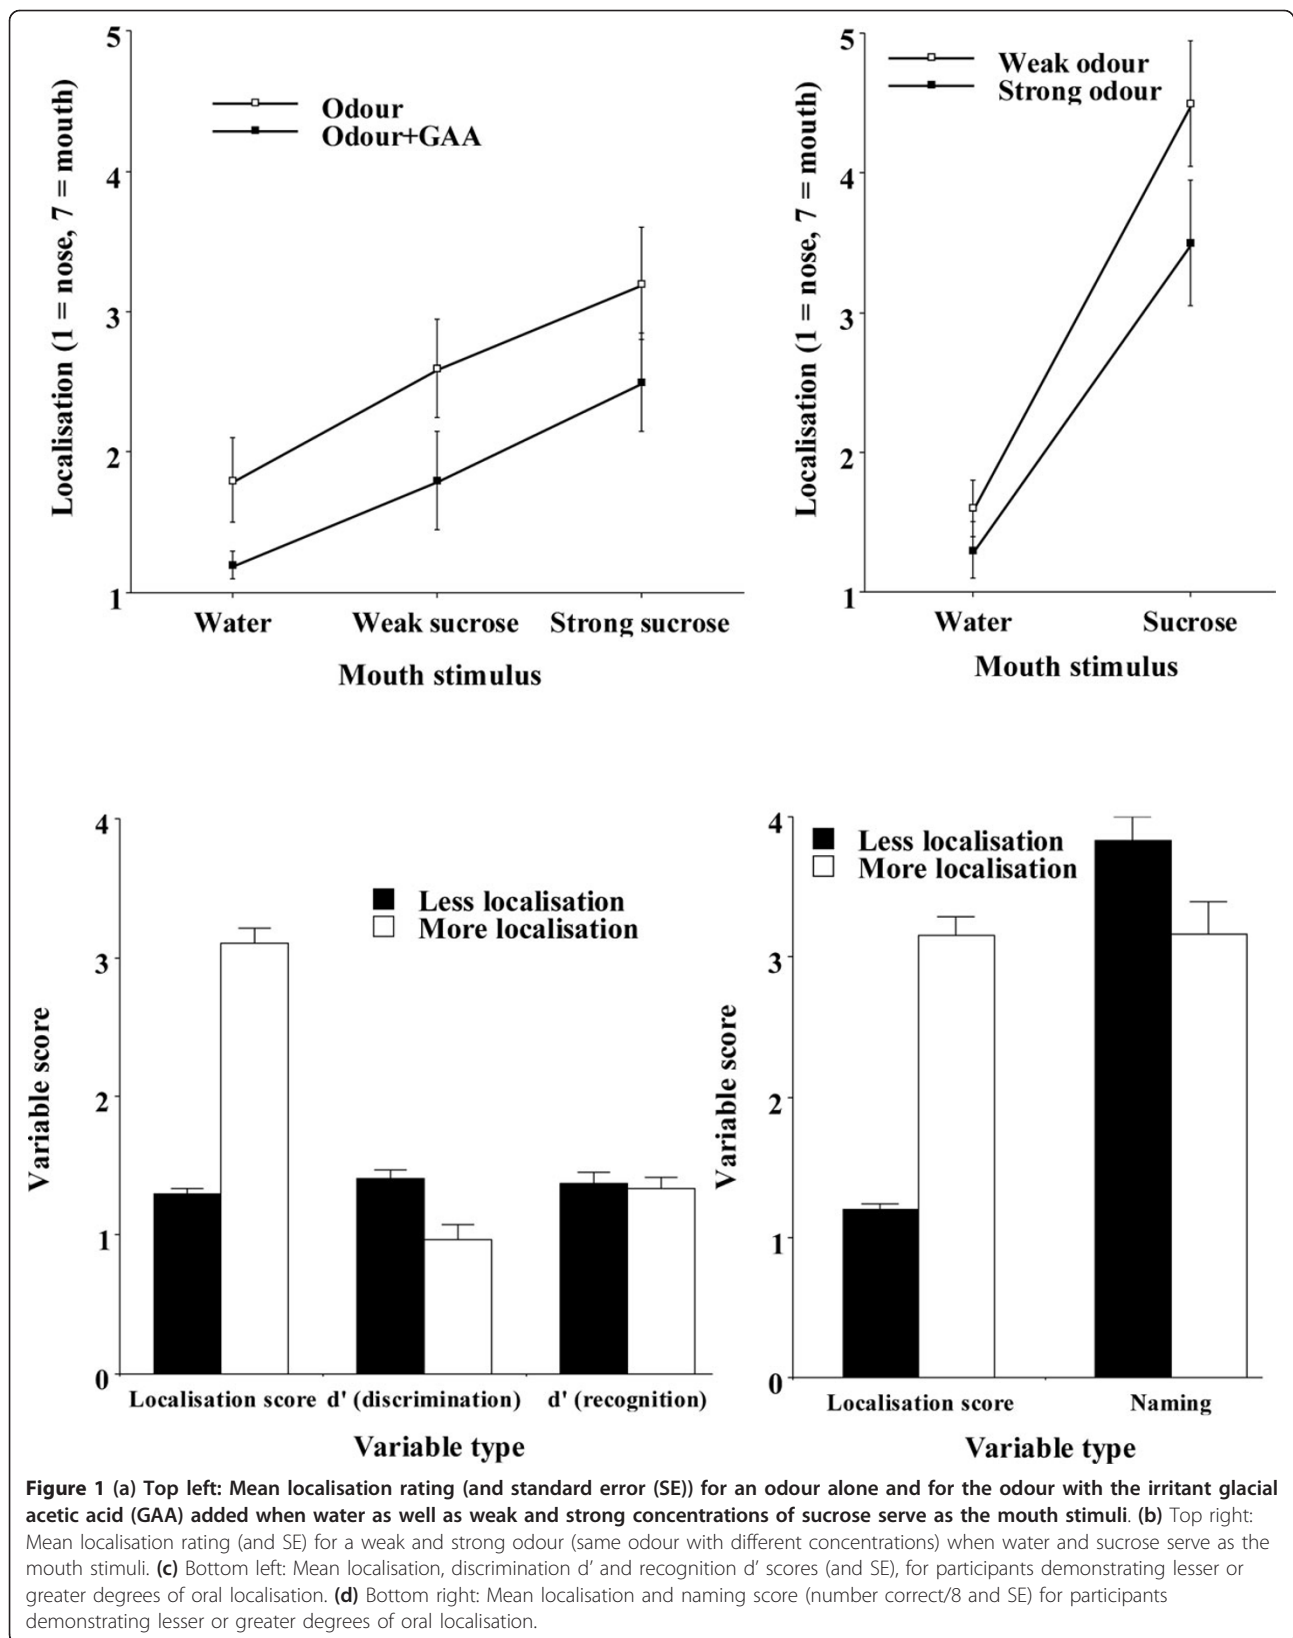 5
4
3
2
1
Localisation (1 = nose, 7 = mouth)
Odour
Odour+GAA
Water
Weak sucrose
Strong sucrose
Mouth stimulus
5
4
3
2
1
Localisation (1 = nose, 7 = mouth)
Weak odour
Strong odour
Water
Sucrose
Mouth stimulus
4
3
2
1
0
Variable score
Less localisation
More localisation
Localisation score
d' (discrimination)
d' (recognition)
Variable type
4
3
2
1
0
Variable score
Less localisation
More localisation
Localisation score
Naming
Variable type
Figure 1 (a) Top left: Mean localisation rating (and standard error (SE)) for an odour alone and for the odour with the irritant glacial
acetic acid (GAA) added when water as well as weak and strong concentrations of sucrose serve as the mouth stimuli. (b) Top right:
Mean localisation rating (and SE) for a weak and strong odour (same odour with different concentrations) when water and sucrose serve as the
mouth stimuli. (c) Bottom left: Mean localisation, discrimination d’ and recognition d’ scores (and SE), for participants demonstrating lesser or
greater degrees of oral localisation. (d) Bottom right: Mean localisation and naming score (number correct/8 and SE) for participants
demonstrating lesser or greater degrees of oral localisation.